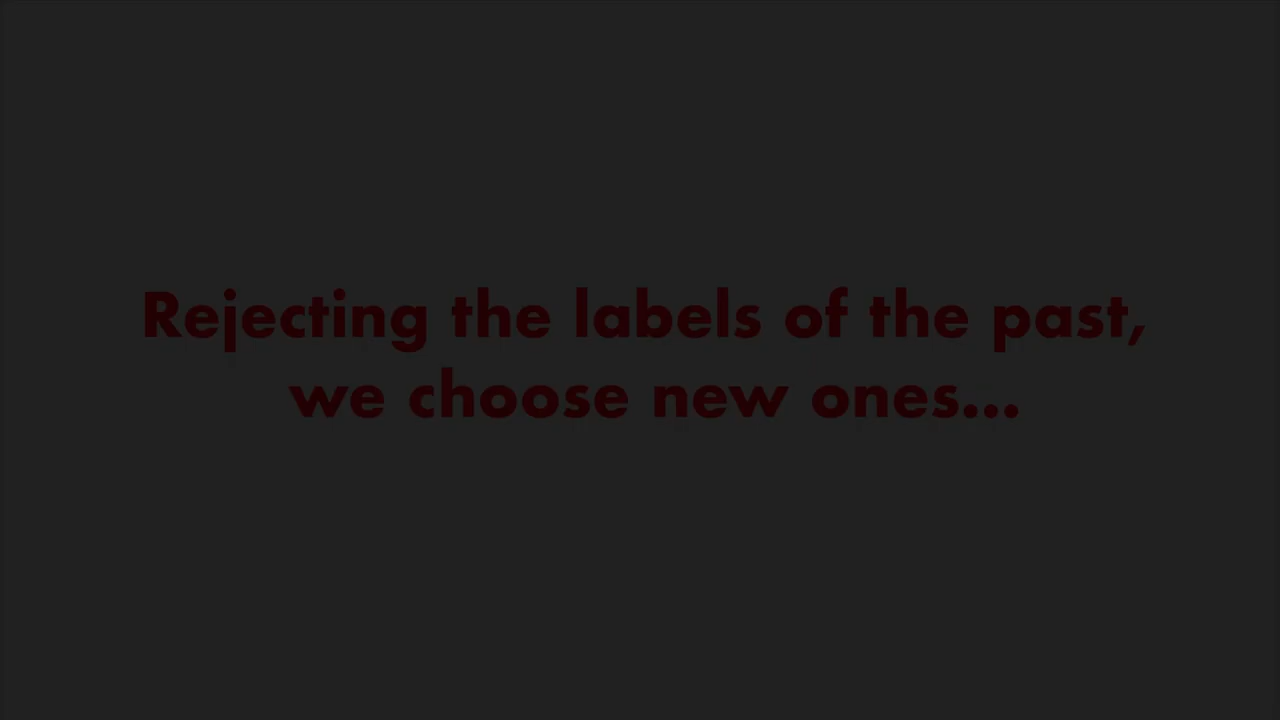 Rejecting the labels of the past,
we choose new ones...